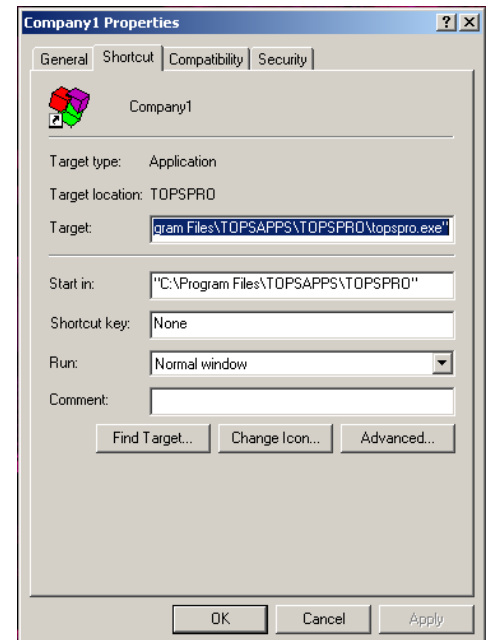 Company1 Properties
General Shortcut Compatibility Security
Company1
Target type: Application
Target location: TOPSPRO
Target: gram Files\TOPSAPPS\TOPSPRO\topspro.exe"
Start in: "C:\Program Files\TOPSAPPS\TOPSPRO"
Shortcut key: None
Run: Normal window
Comment:
Find Target... Change Icon... Advanced...
OK Cancel Apply